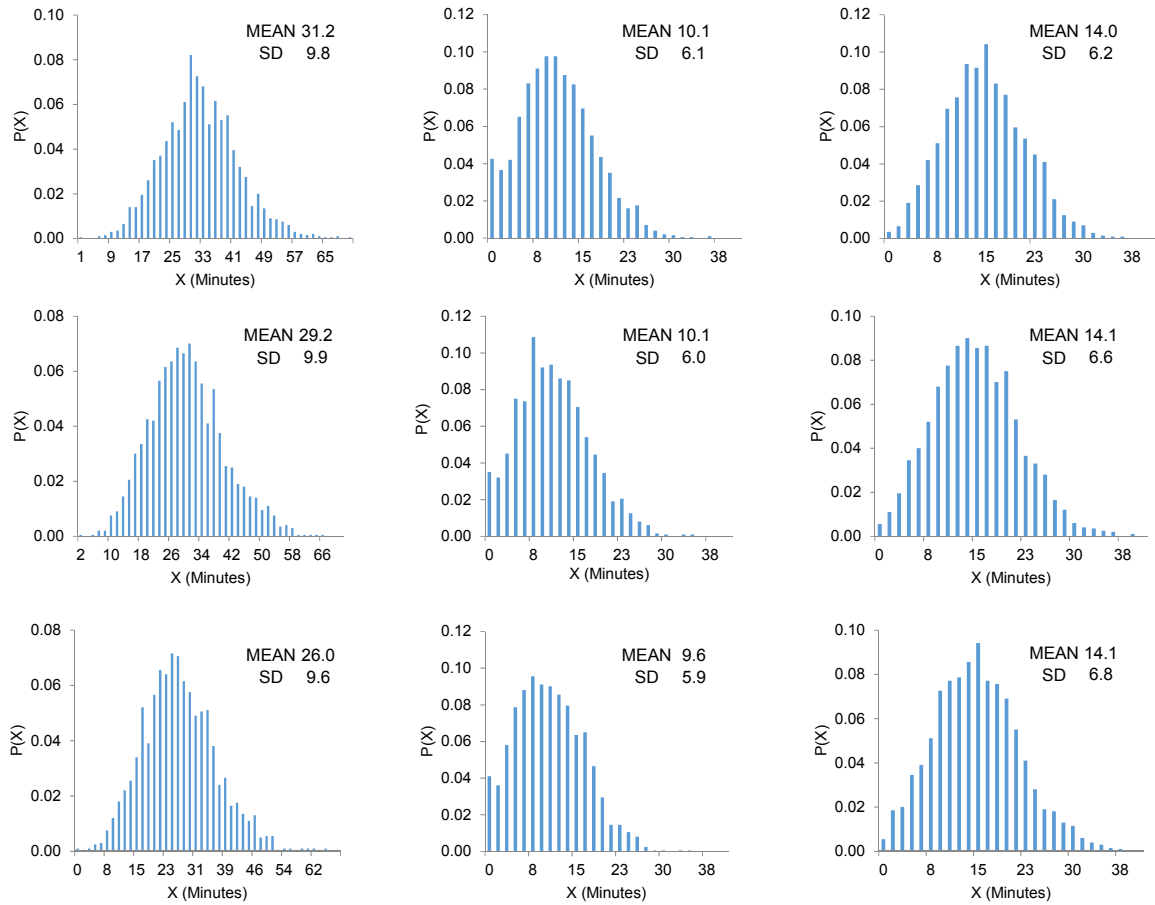 0.10
0.08
0.06
0.04
0.02
0.00
P(X)
MEAN 31.2
SD 9.8
1 9 17 25 33 41 49 57 65
X (Minutes)
0.12
0.10
0.08
0.06
0.04
0.02
0.00
P(X)
MEAN 10.1
SD 6.1
0 8 15 23 30 38
X (Minutes)
0.12
0.10
0.08
0.06
0.04
0.02
0.00
P(X)
MEAN 14.0
SD 6.2
0 8 15 23 30 38
X (Minutes)
0.08
0.06
0.04
0.02
0.00
P(X)
MEAN 29.2
SD 9.9
2 10 18 26 34 42 50 58 66
X (Minutes)
0.12
0.10
0.08
0.06
0.04
0.02
0.00
P(X)
MEAN 10.1
SD 6.0
0 8 15 23 30 38
X (Minutes)
0.10
0.08
0.06
0.04
0.02
0.00
P(X)
MEAN 14.1
SD 6.6
0 8 15 23 30 38
X (Minutes)
0.08
0.06
0.04
0.02
0.00
P(X)
MEAN 26.0
SD 9.6
0 8 15 23 31 39 46 54 62
X (Minutes)
0.12
0.10
0.08
0.06
0.04
0.02
0.00
P(X)
MEAN 9.6
SD 5.9
0 8 15 23 30 38
X (Minutes)
0.10
0.08
0.06
0.04
0.02
0.00
P(X)
MEAN 14.1
SD 6.8
0 8 15 23 30 38
X (Minutes)